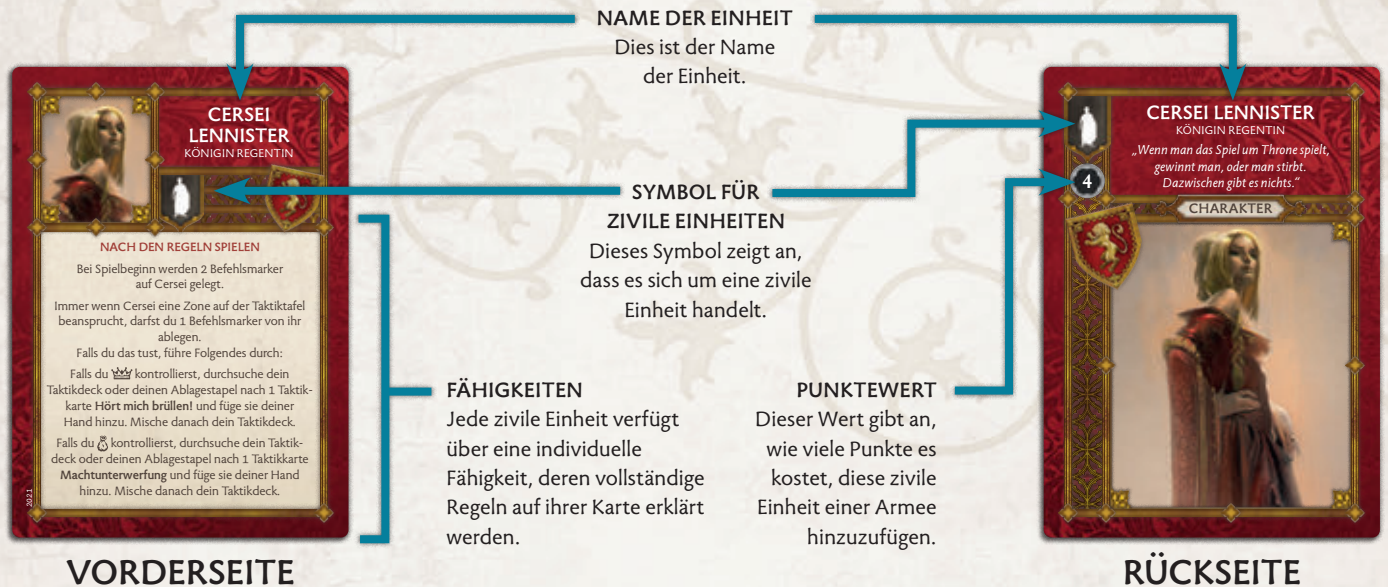 NAME DER EINHEIT
Dies ist der Name
der Einheit.
CERSEI
LENNISTER
KÖNIGIN REGENTIN
NACH DEN REGELN SPIELEN
Bei Spielbeginn werden 2 Befehlsmarker
auf Cersei gelegt.
Immer wenn Cersei eine Zone auf der Taktiktafel
beansprucht, darfst du 1 Befehlsmarker von ihr
ablegen.
Falls du das tust, führe Folgendes durch:
Falls du kontrollierst, durchsuche dein
Taktikdeck oder deinen Ablagestapel nach 1 Taktik-
karte Hört mich brüllen! und füge sie deiner
Hand hinzu. Mische danach dein Taktikdeck.
Falls du kontrollierst, durchsuche dein Taktik-
deck oder deinen Ablagestapel nach 1 Taktikkarte
Machtunterwerfung und füge sie deiner Hand
hinzu. Mische danach dein Taktikdeck.
2021
VORDERSEITE
SYMBOL FÜR
ZIVILE EINHEITEN
Dieses Symbol zeigt an,
dass es sich um eine zivile
Einheit handelt.
FÄHIGKEITEN
Jede zivile Einheit verfügt
über eine individuelle
Fähigkeit, deren vollständige
Regeln auf ihrer Karte erklärt
werden.
PUNKTEWERT
Dieser Wert gibt an,
wie viele Punkte es
kostet, diese zivile
Einheit einer Armee
hinzuzufügen.
CERSEI LENNISTER
KÖNIGIN REGENTIN
„Wenn man das Spiel um Throne spielt,
gewinnt man, oder man stirbt.
Dazwischen gibt es nichts.“
4
CHARAKTER
RÜCKSEITE